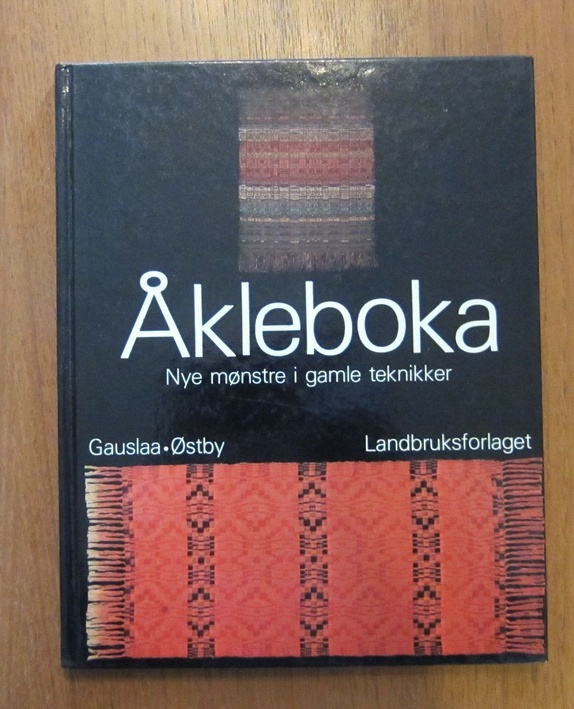 Åkleboka
Nye mønstre i gamle teknikker
Gauslaa•Østby Landbruksforlaget